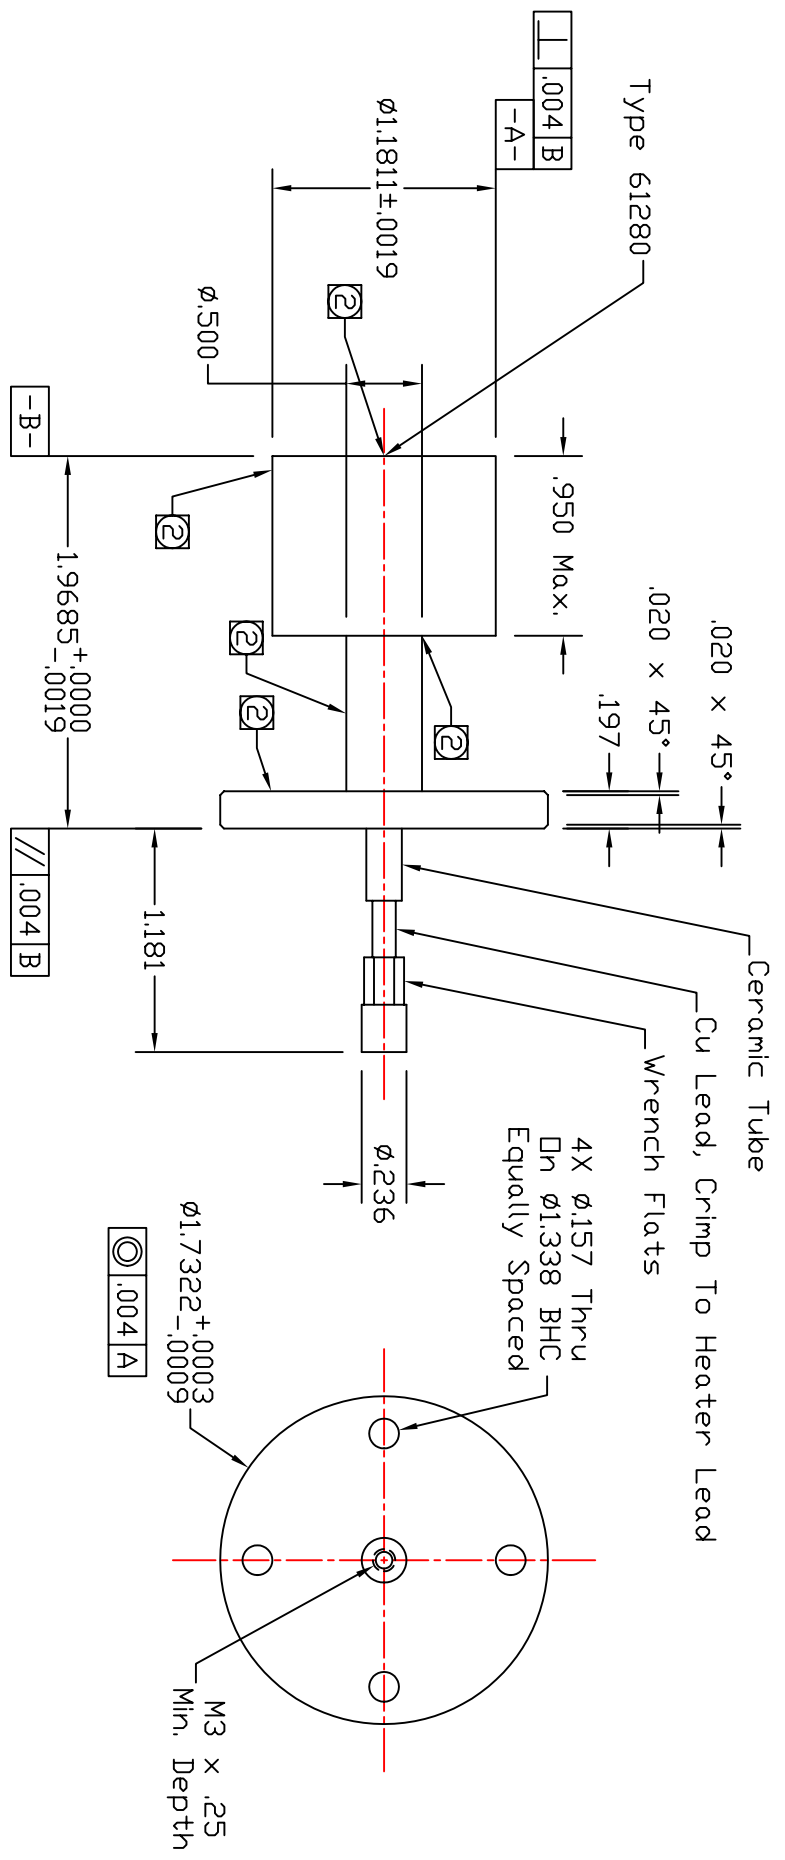 ⊥ .004 B
-A-
Type 61280
Ø1.1811±.0019
2
Ø.500
-B-
2
.950 Max.
1.9685+.0000
-.0019
2
2
2
.020 x 45°
.020 x 45°
.197
// .004 B
1.181
Ceramic Tube
Cu Lead, Crimp To Heater Lead
Wrench Flats
Ø.236
4X Ø.157 Thru
On Ø1.338 BHC
Equally Spaced
Ø1.7322+.0003
-.0009
◎ .004 A
M3 x .25
Min. Depth